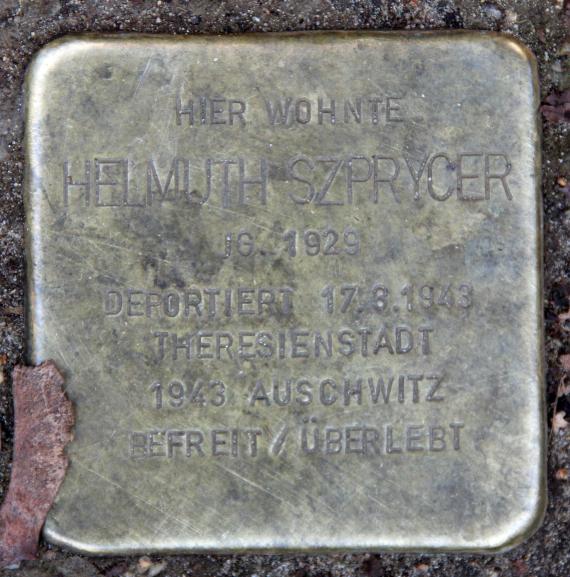 HIER WOHNTE
HELMUTH SZPRYCER
JG. 1929
DEPORTIERT 17.3.1943
THERESIENSTADT
1943 AUSCHWITZ
BEFREIT / ÜBERLEBT